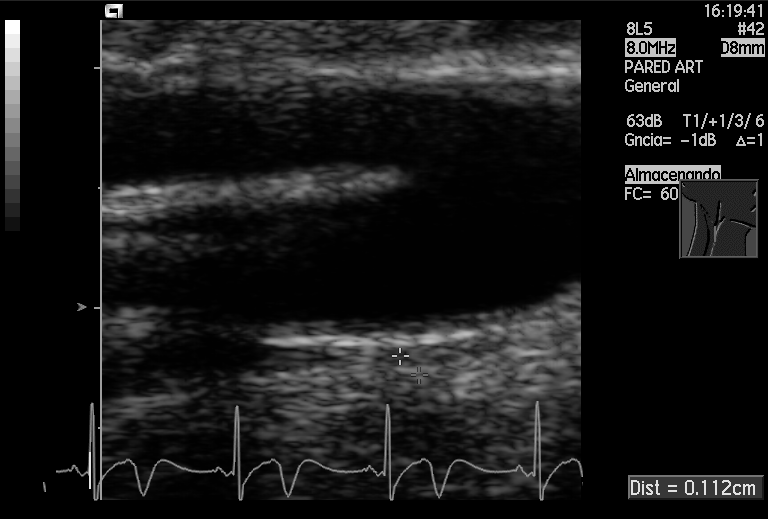 16:19:41
8L5 #42
8.0MHz 08mm
PARED ART
General
63dB T1/+1/3/ 6
Gncia= -1dB Δ=1
Almacenando
FC= 60
Dist = 0.112cm